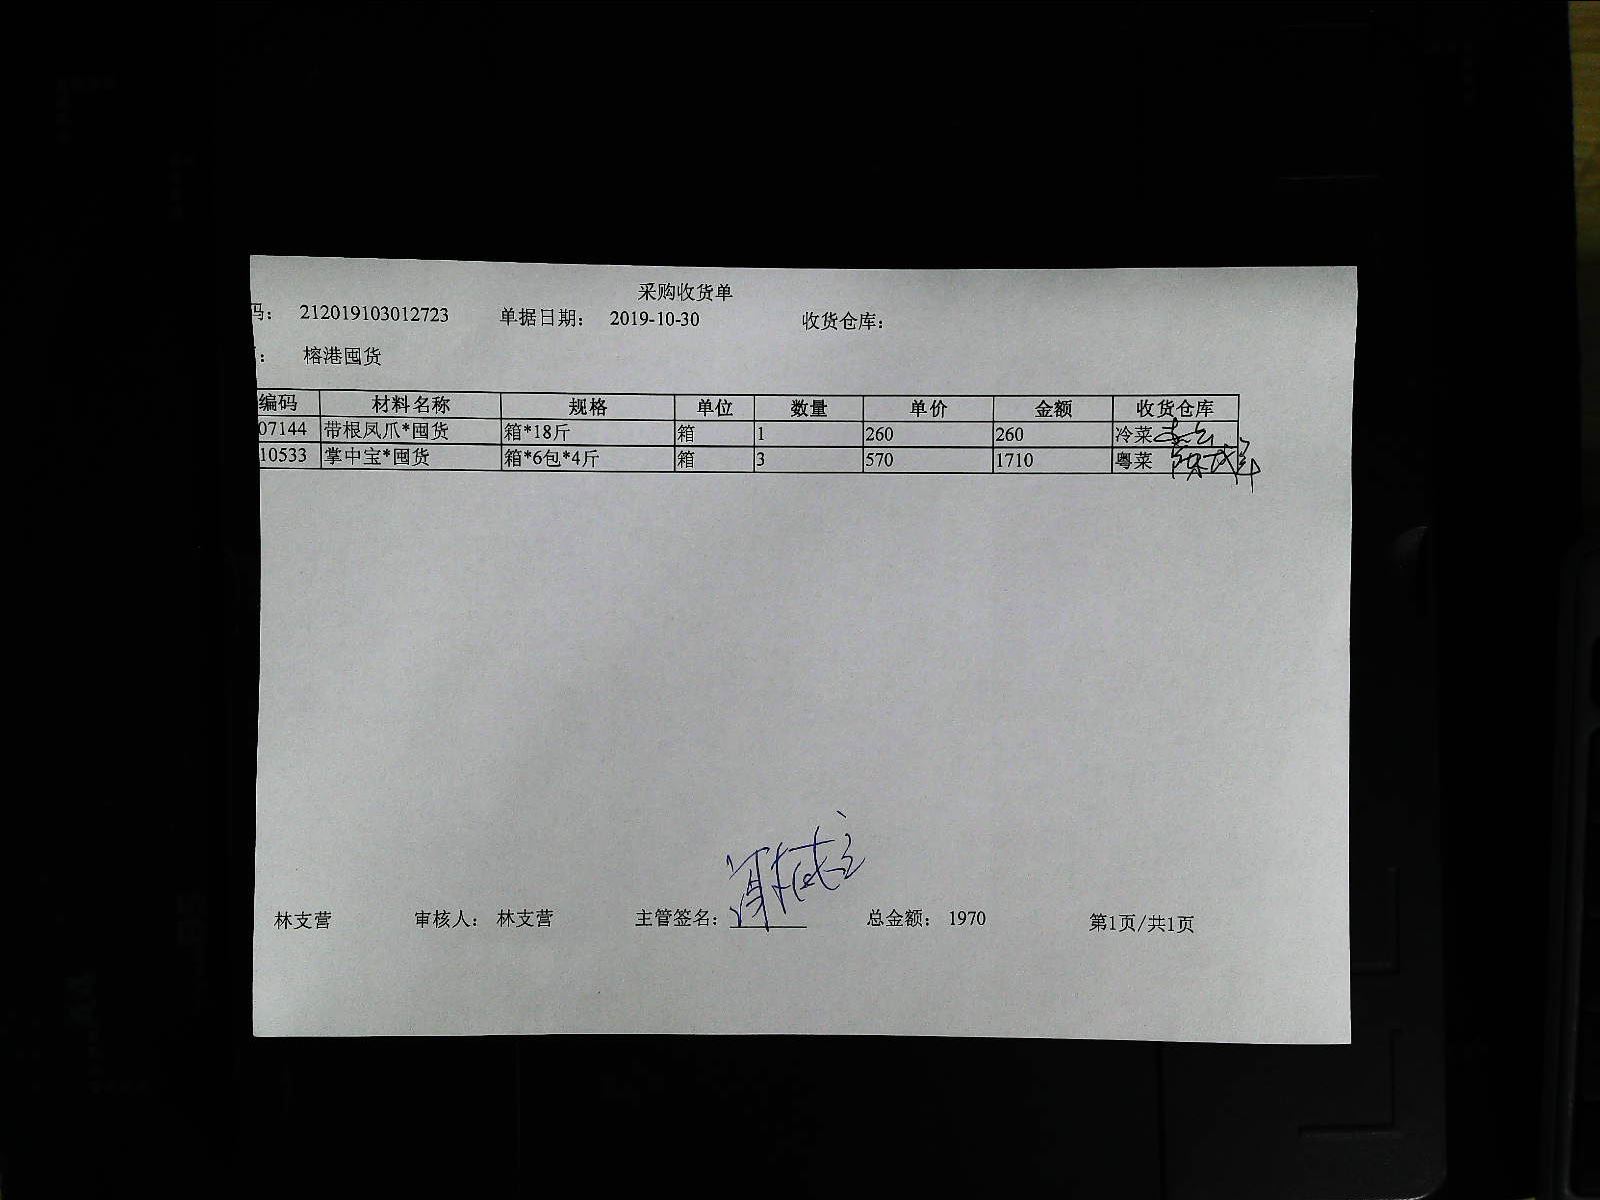 采购收货单
码： 212019103012723 单据日期： 2019-10-30 收货仓库：
： 榕港囤货
编码 材料名称 规格 单位 数量 单价 金额 收货仓库
07144 带根凤爪*囤货 箱*18斤 箱 1 260 260 冷菜
10533 掌中宝*囤货 箱*6包*4斤 箱 3 570 1710 粤菜
林支营 审核人： 林支营 主管签名： 总金额： 1970 第1页/共1页